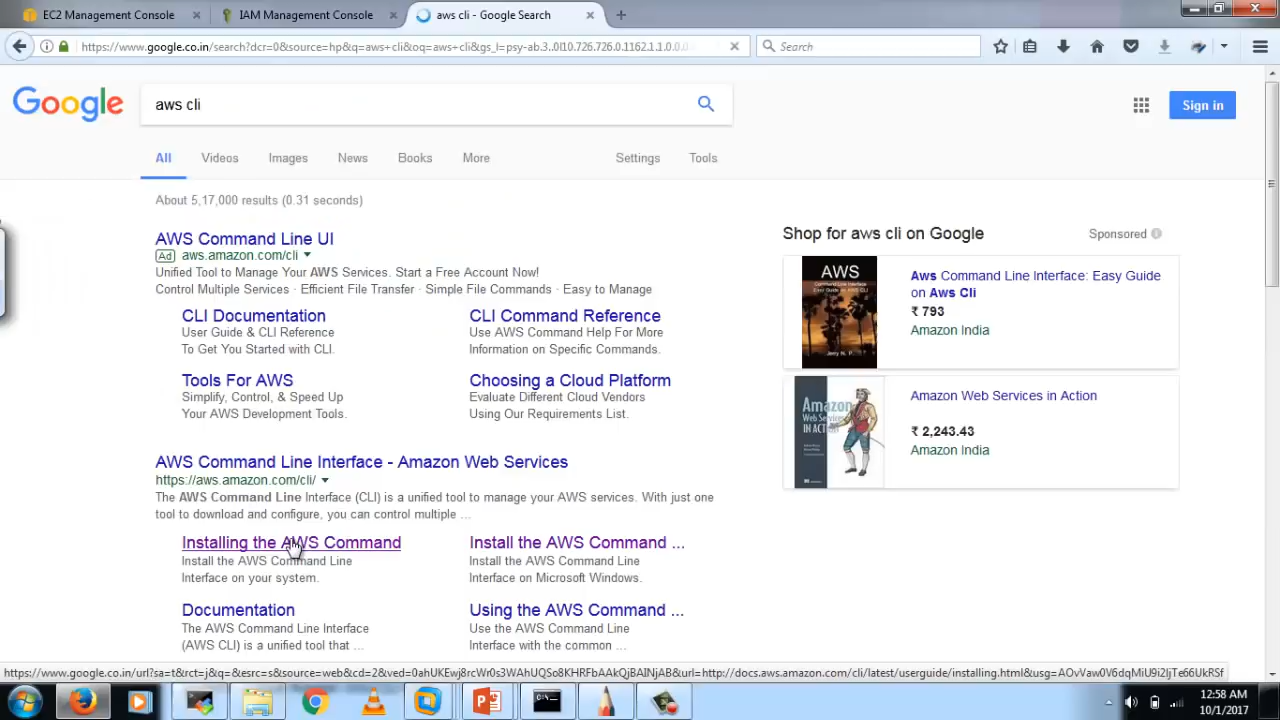 EC2 Management Console
IAM Management Console
aws cli - Google Search
https://www.google.co.in/search?dcr=0&source=hp&q=aws+cli&oq=aws+cli&gs_l=psy-ab.3..0l10.726.726.0.1162.1.1.0.0.0
Search
Google
aws cli
Sign in
All
Videos
Images
News
Books
More
Settings
Tools
About 5,17,000 results (0.31 seconds)
AWS Command Line UI
Ad aws.amazon.com/cli
Unified Tool to Manage Your AWS Services. Start a Free Account Now!
Control Multiple Services · Efficient File Transfer · Simple File Commands · Easy to Manage
CLI Documentation
User Guide & CLI Reference
To Get You Started with CLI.
CLI Command Reference
Use AWS Command Help For More
Information on Specific Commands.
Tools For AWS
Simplify, Control, & Speed Up
Your AWS Development Tools.
Choosing a Cloud Platform
Evaluate Different Cloud Vendors
Using Our Requirements List.
AWS Command Line Interface - Amazon Web Services
https://aws.amazon.com/cli/
The AWS Command Line Interface (CLI) is a unified tool to manage your AWS services. With just one
tool to download and configure, you can control multiple ...
Installing the AWS Command
Install the AWS Command Line
Interface on your system.
Install the AWS Command ...
Install the AWS Command Line
Interface on Microsoft Windows.
Documentation
The AWS Command Line Interface
(AWS CLI) is a unified tool that ...
Using the AWS Command ...
Use the AWS Command Line
Interface with the common ...
Shop for aws cli on Google
Sponsored
AWS
Jerry N. P.
Aws Command Line Interface: Easy Guide
on Aws Cli
₹ 793
Amazon India
Amazon
Web Services
IN ACTION
Amazon Web Services in Action
₹ 2,243.43
Amazon India
12:58 AM
10/1/2017